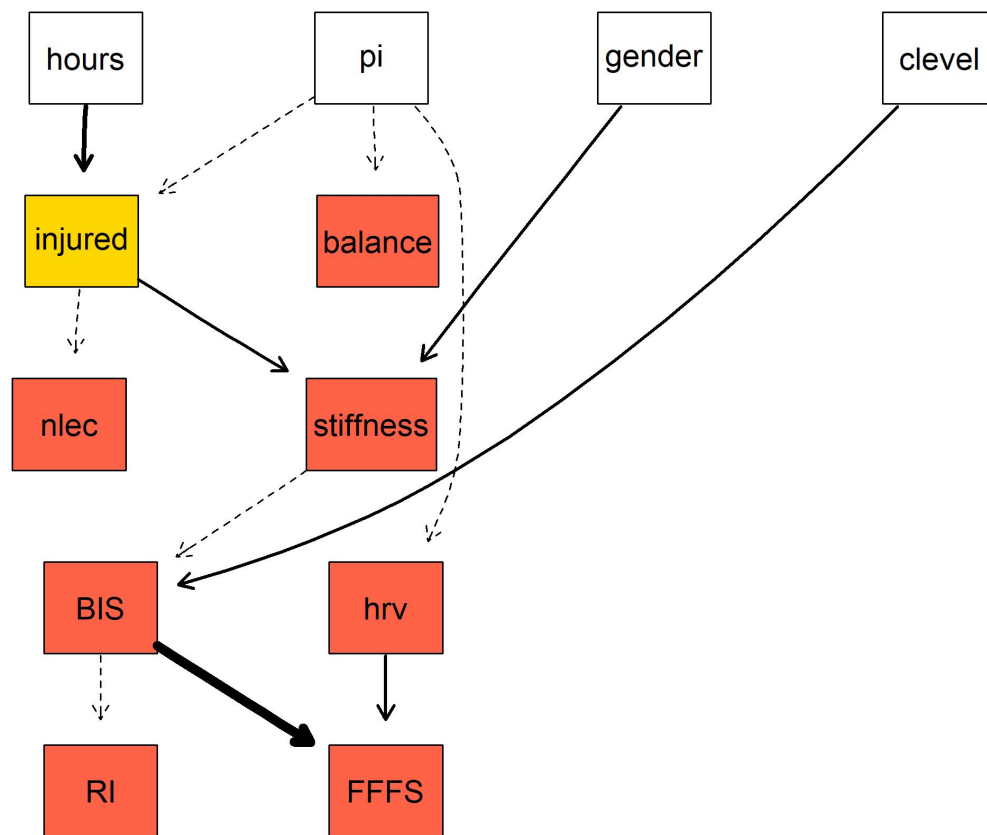 hours
pi
gender
clevel
injured
balance
nlec
stiffness
BIS
hrv
RI
FFFS